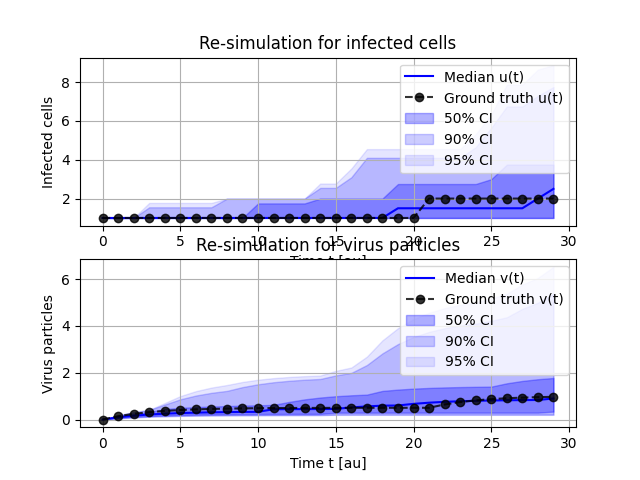 Re-simulation for infected cells
Infected cells
8
6
4
2
Median u(t)
Ground truth u(t)
50% CI
90% CI
95% CI
0 5 10 15 20 25 30
Time t [au]
Re-simulation for virus particles
Virus particles
6
4
2
0
Median v(t)
Ground truth v(t)
50% CI
90% CI
95% CI
0 5 10 15 20 25 30
Time t [au]